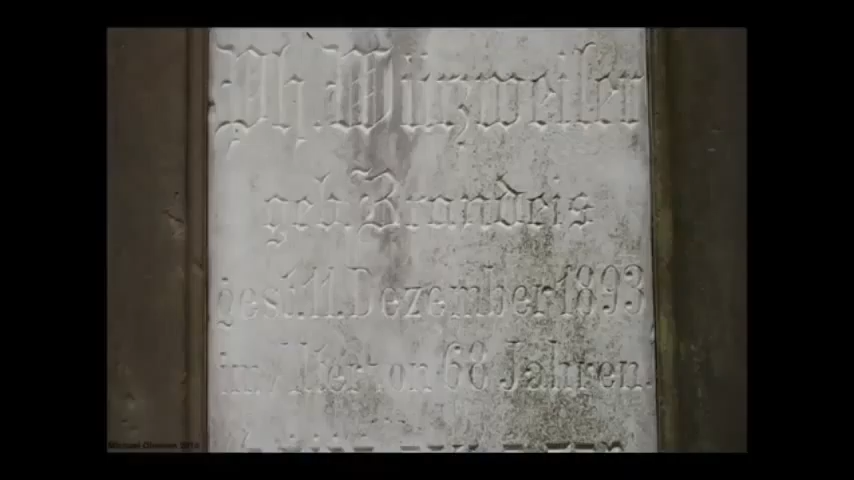 Ph. Würzweiler
geb. Brandeis
gest. 11. Dezember 1893
im Alter von 68 Jahren.